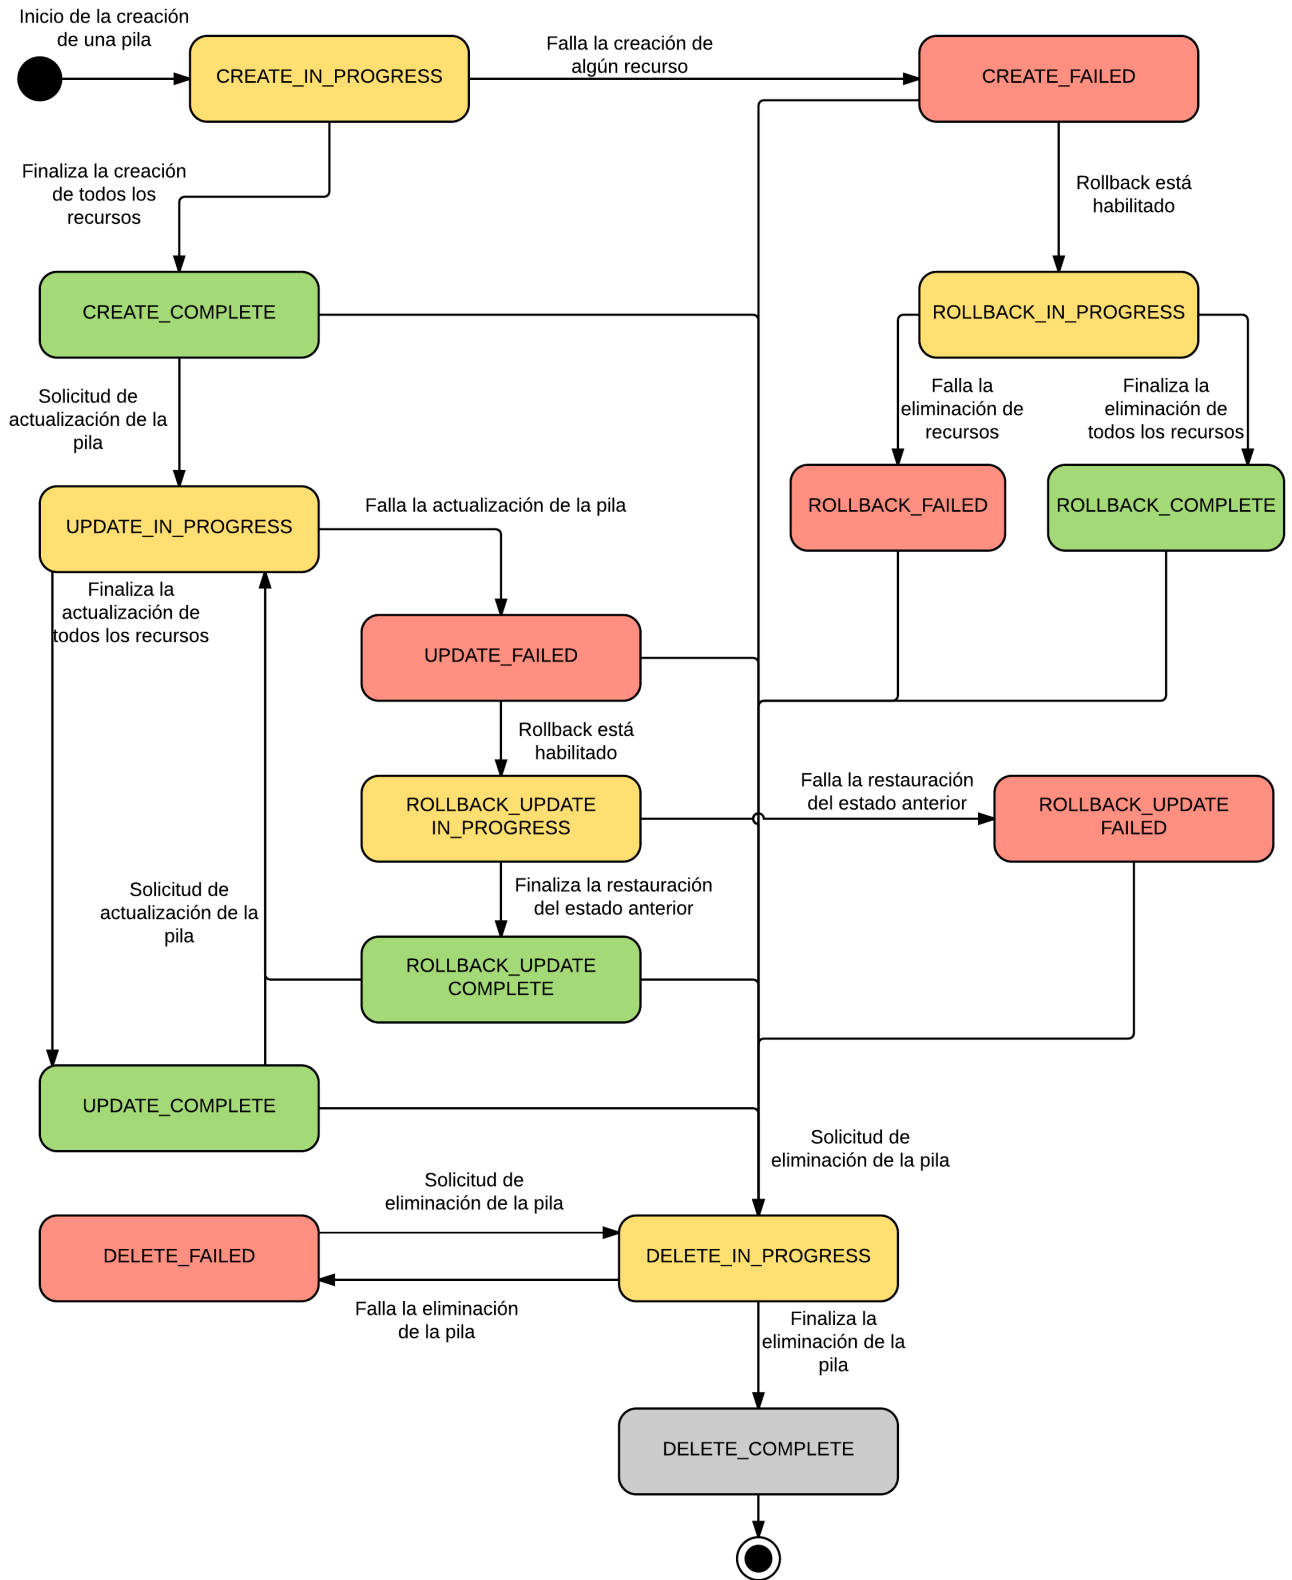 Inicio de la creación
de una pila
CREATE_IN_PROGRESS
Falla la creación de
algún recurso
CREATE_FAILED
Finaliza la creación
de todos los
recursos
Rollback está
habilitado
CREATE_COMPLETE
ROLLBACK_IN_PROGRESS
Solicitud de
actualización de la
pila
Falla la
eliminación de
recursos
Finaliza la
eliminación de
todos los recursos
UPDATE_IN_PROGRESS
Falla la actualización de la pila
ROLLBACK_FAILED
ROLLBACK_COMPLETE
Finaliza la
actualización de
todos los recursos
UPDATE_FAILED
Rollback está
habilitado
ROLLBACK_UPDATE
IN_PROGRESS
Falla la restauración
del estado anterior
ROLLBACK_UPDATE
FAILED
Solicitud de
actualización de la
pila
Finaliza la restauración
del estado anterior
ROLLBACK_UPDATE
COMPLETE
UPDATE_COMPLETE
Solicitud de
eliminación de la pila
Solicitud de
eliminación de la pila
DELETE_FAILED
DELETE_IN_PROGRESS
Falla la eliminación
de la pila
Finaliza la
eliminación de la
pila
DELETE_COMPLETE